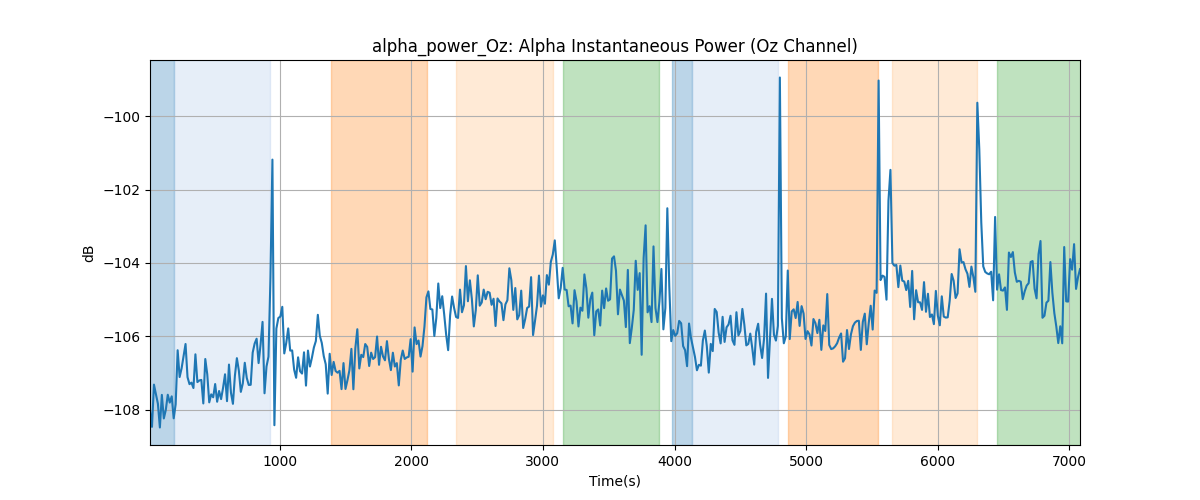 alpha_power_Oz: Alpha Instantaneous Power (Oz Channel)
−100
−102
−104
−106
−108
dB
1000 2000 3000 4000 5000 6000 7000
Time(s)